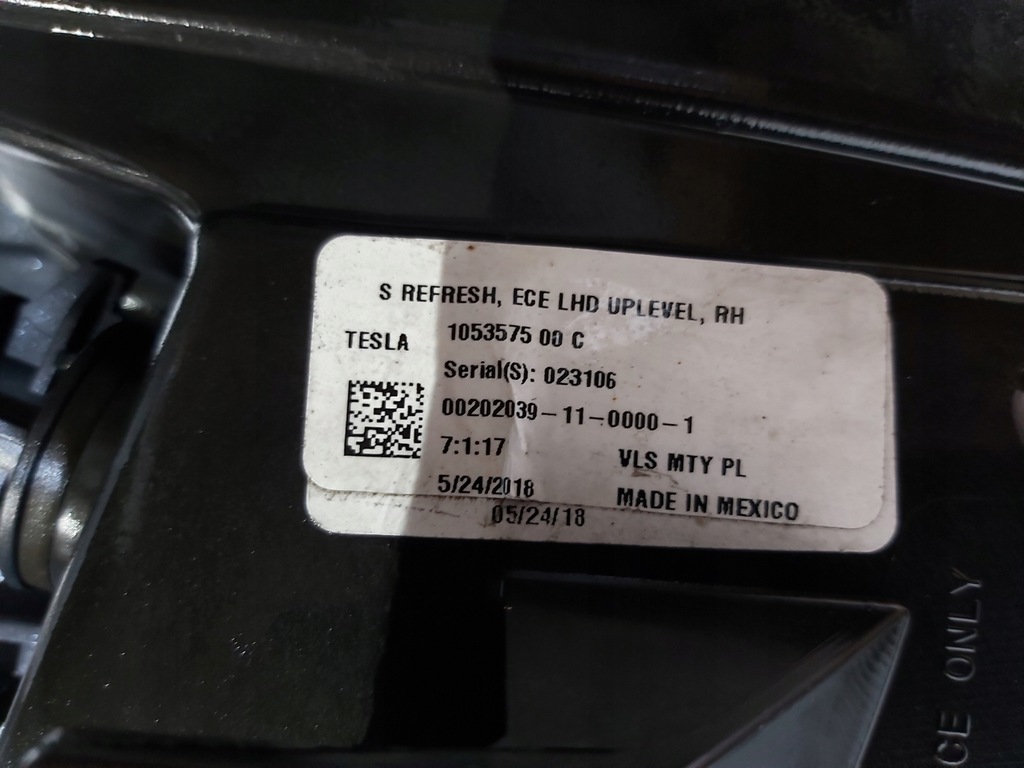 S REFRESH, ECE LHD UPLEVEL, RH
TESLA 1053575 00 C
Serial(S): 023106
00202039-11-0000-1
7:1:17 VLS MTY PL
5/24/2018 MADE IN MEXICO
05/24/18
CE ONLY